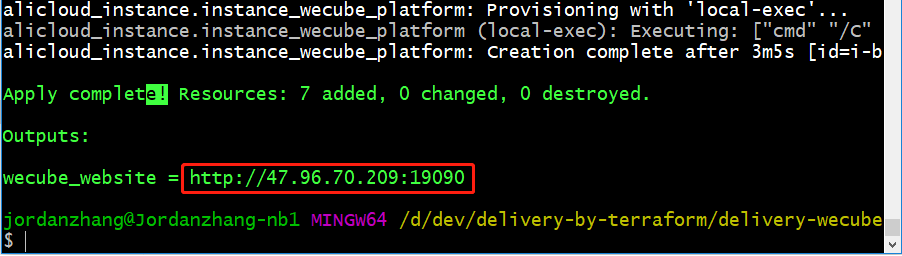 alicloud_instance.instance_wecube_platform: Provisioning with 'local-exec'...
alicloud_instance.instance_wecube_platform (local-exec): Executing: ["cmd" "/C"
alicloud_instance.instance_wecube_platform: Creation complete after 3m5s [id=i-b
Apply complete! Resources: 7 added, 0 changed, 0 destroyed.
Outputs:
wecube_website = http://47.96.70.209:19090
jordanzhang@Jordanzhang-nb1 MINGW64 /d/dev/delivery-by-terraform/delivery-wecube
$